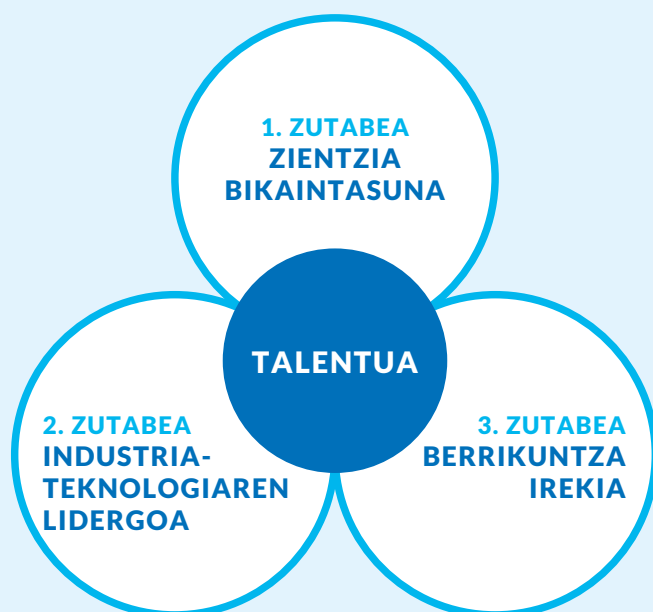 1. ZUTABEA
ZIENTZIA
BIKAINTASUNA
TALENTUA
2. ZUTABEA
INDUSTRIA-
TEKNOLOGIAREN
LIDERGOA
3. ZUTABEA
BERRIKUNTZA
IREKIA